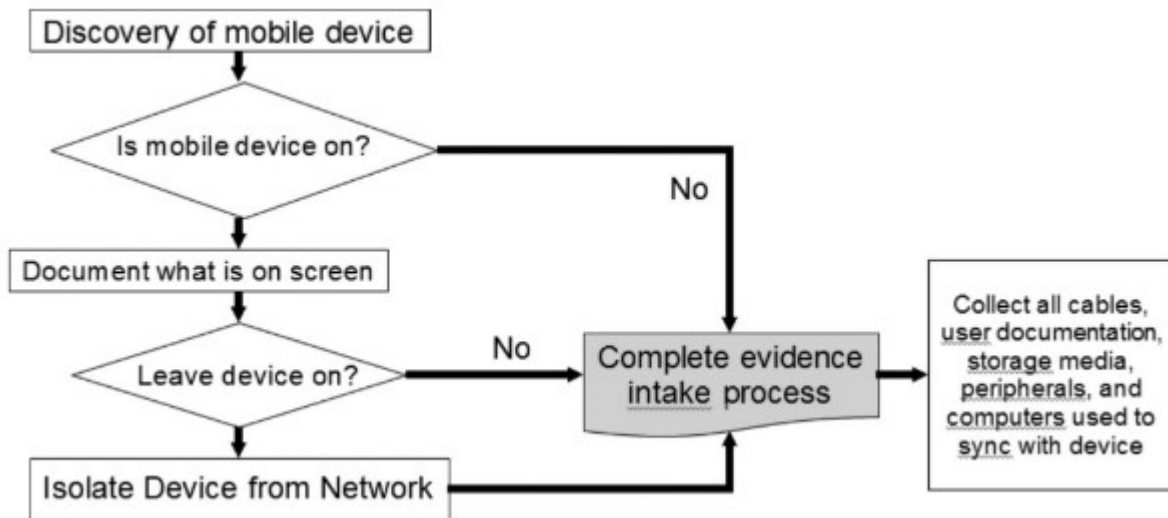 Discovery of mobile device
Is mobile device on?
No
Document what is on screen
Leave device on?
No
Complete evidence
intake process
Isolate Device from Network
Collect all cables,
user documentation,
storage media,
peripherals, and
computers used to
sync with device